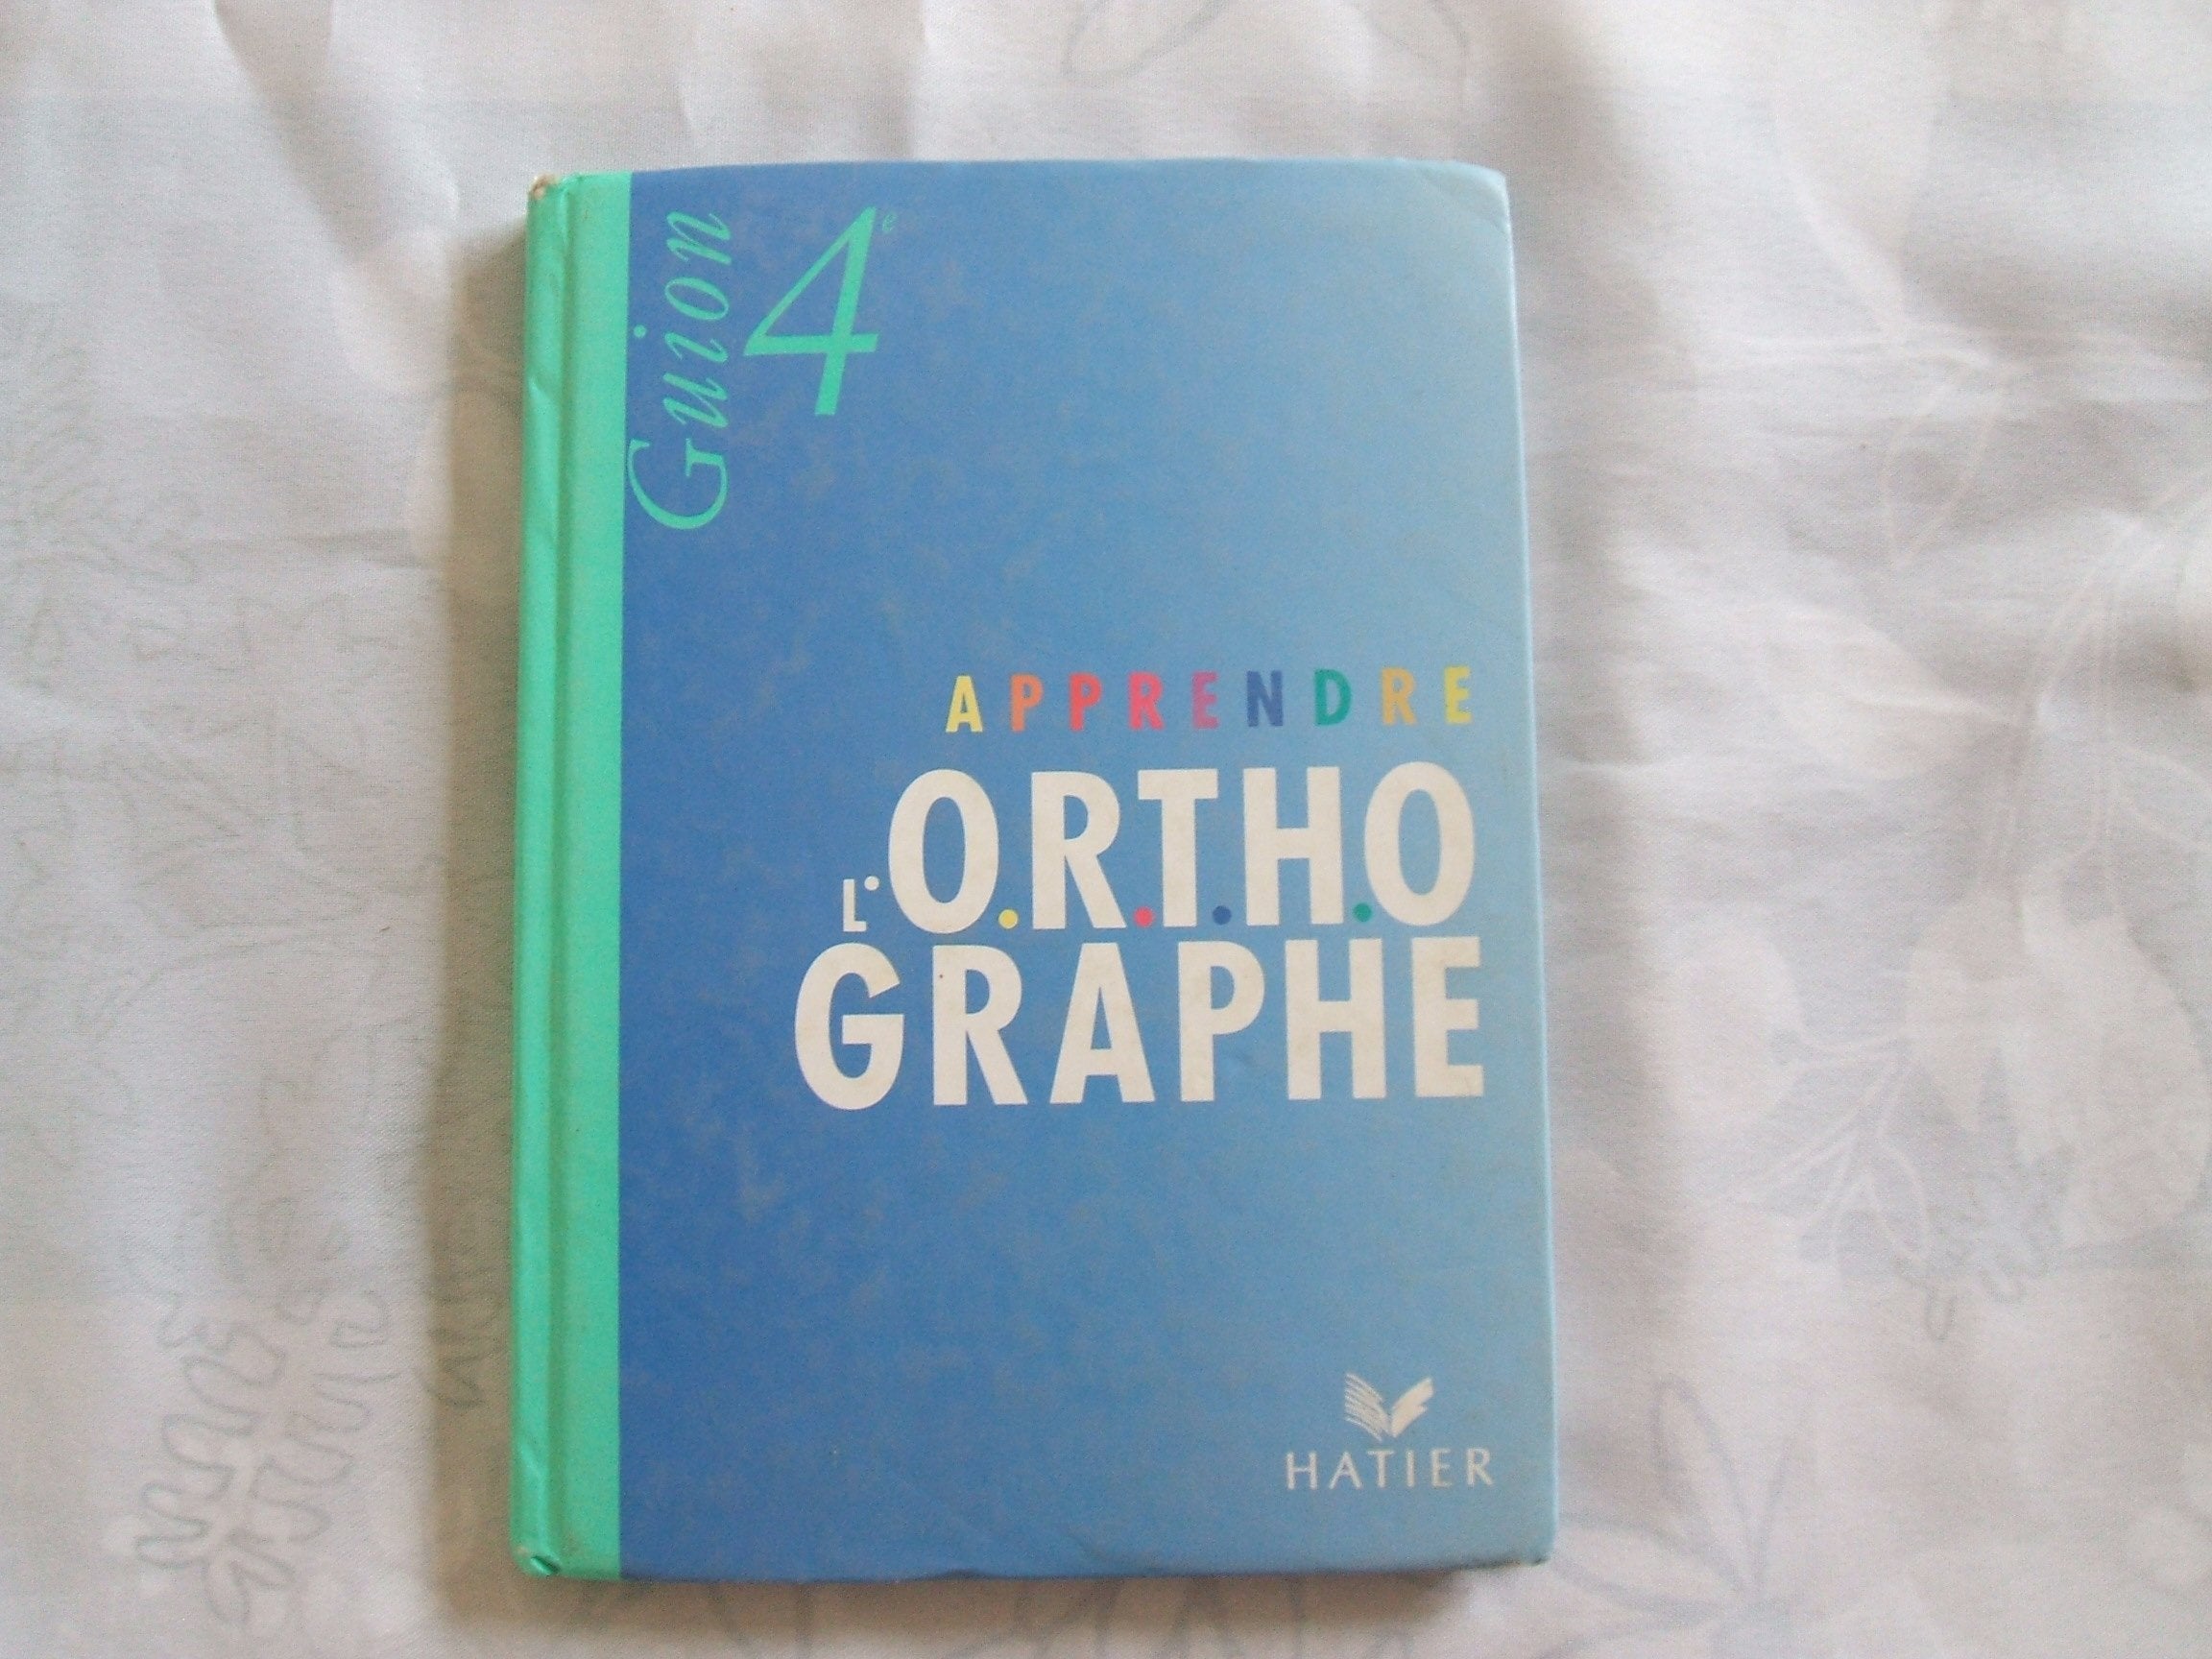 Guion
4e
APPRENDRE
L'O.R.T.H.O
GRAPHE
HATIER